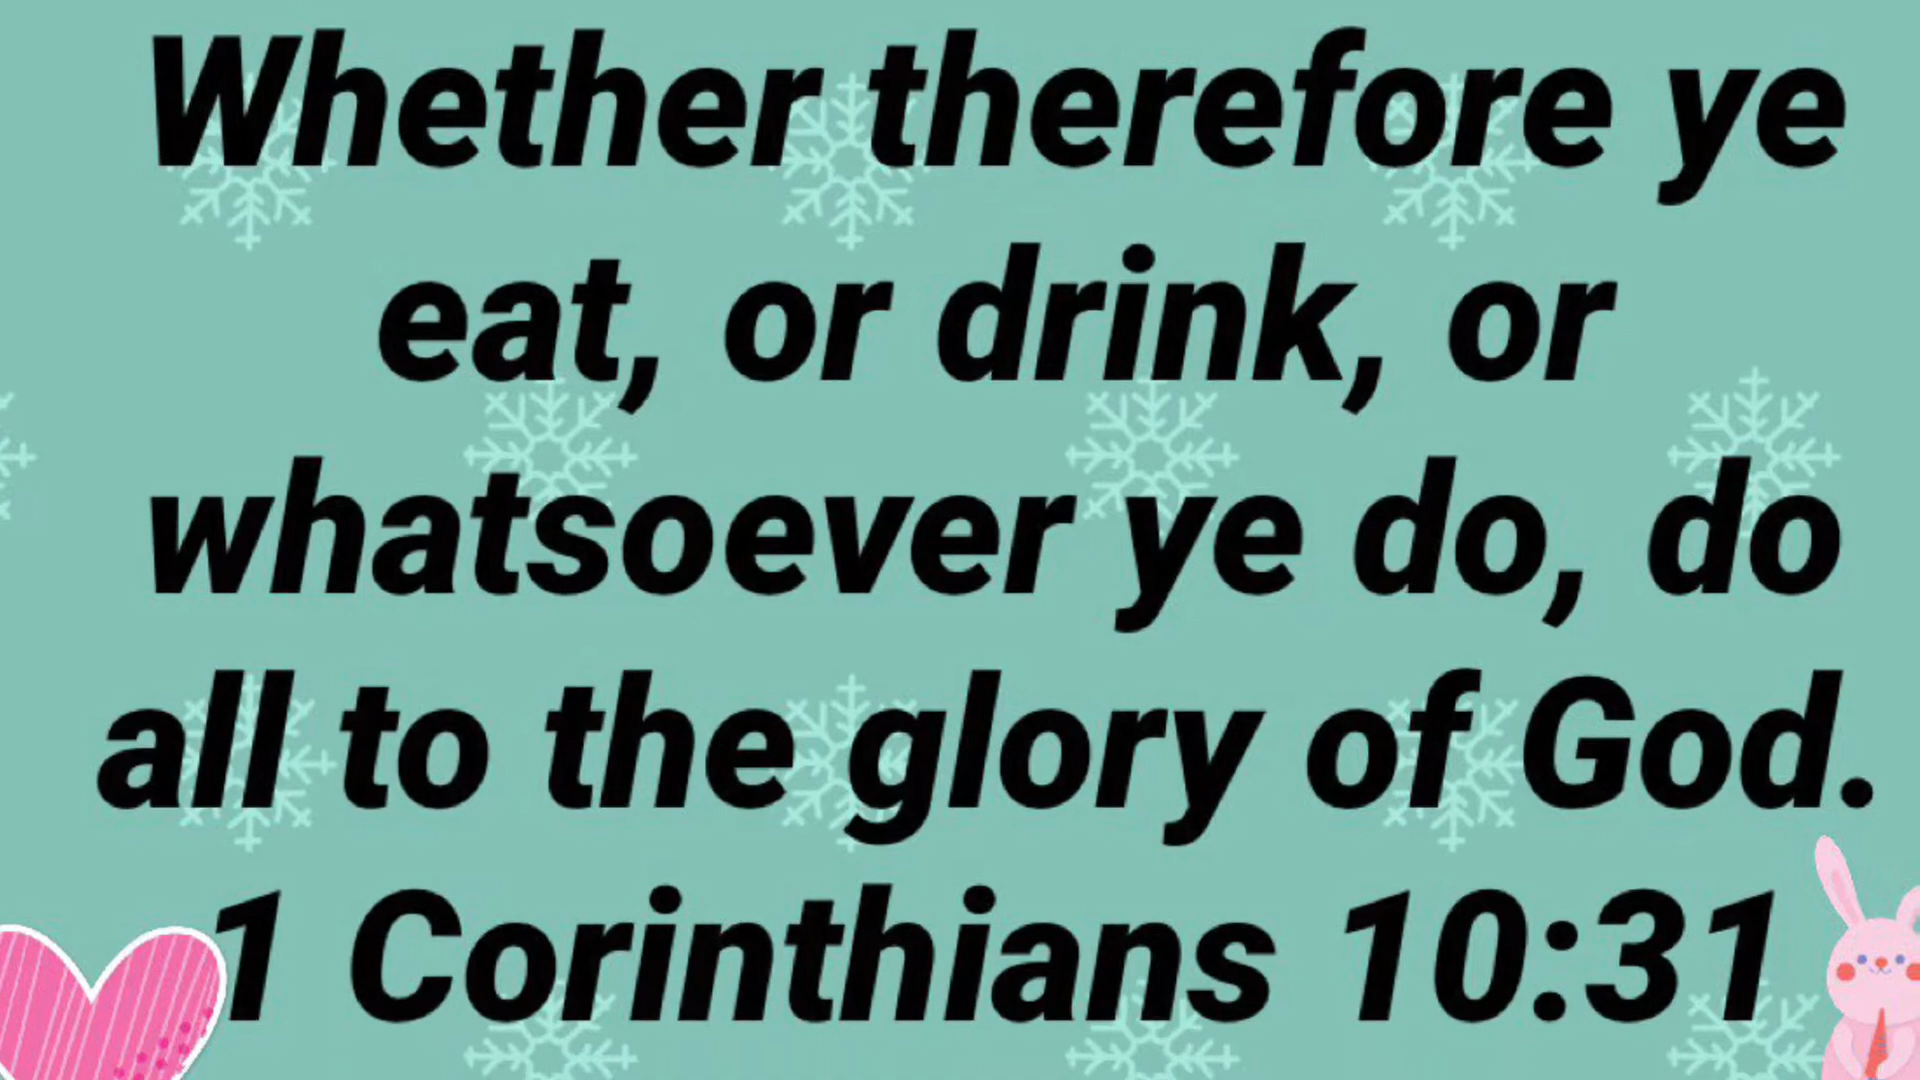 Whether therefore ye
eat, or drink, or
whatsoever ye do, do
all to the glory of God.
1 Corinthians 10:31